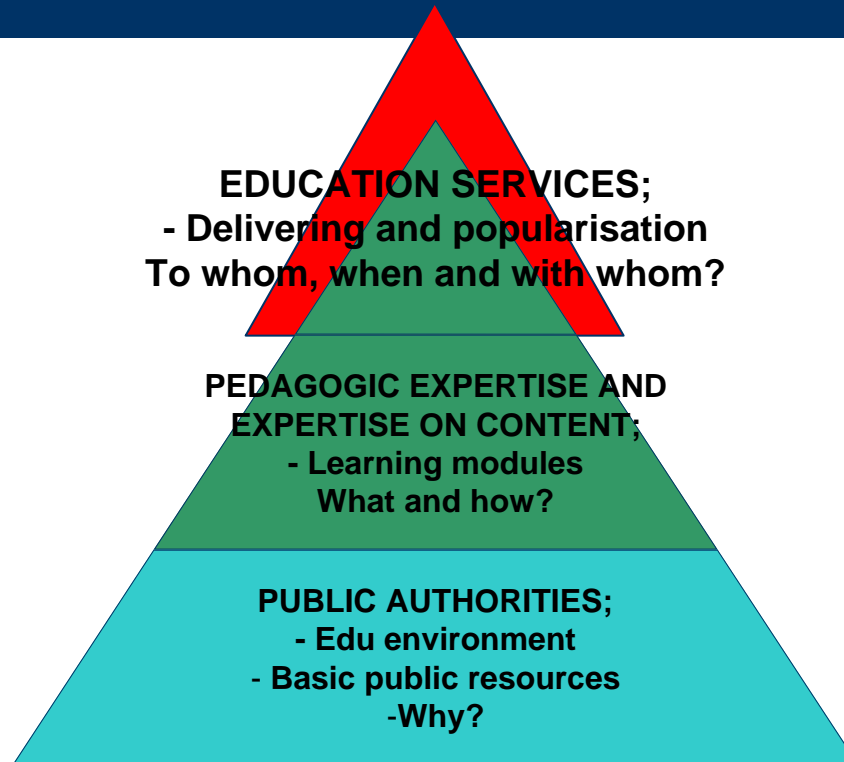 EDUCATION SERVICES;
- Delivering and popularisation
To whom, when and with whom?
PEDAGOGIC EXPERTISE AND
EXPERTISE ON CONTENT;
- Learning modules
What and how?
PUBLIC AUTHORITIES;
- Edu environment
- Basic public resources
-Why?